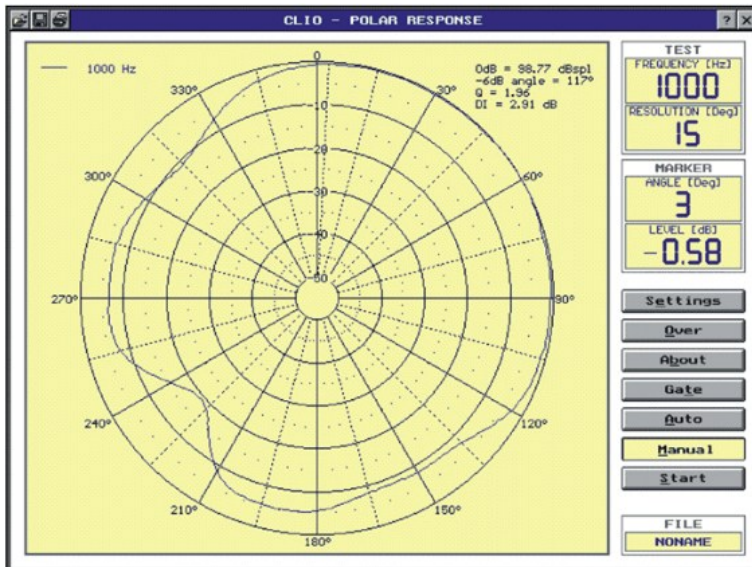 CLIO - POLAR RESPONSE
? X
1000 Hz
0dB = 98.77 dBspl
-6dB angle = 117°
Q = 1.96
DI = 2.91 dB
0
330°
30°
-10
300°
60°
-20
-30
-40
270°
90°
240°
120°
210°
150°
180°
TEST
FREQUENCY [Hz]
1000
RESOLUTION [Deg]
15
MARKER
ANGLE [Deg]
3
LEVEL [dB]
-0.58
Settings
Over
About
Gate
Auto
Manual
Start
FILE
NONAME